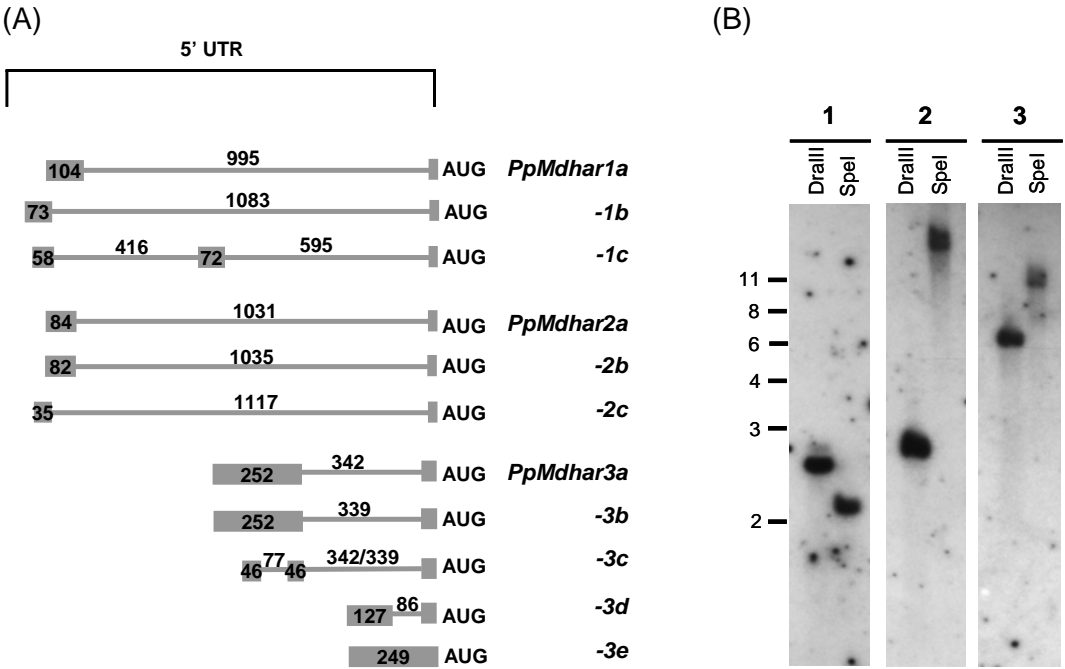 (A)
5’ UTR
104 995 AUG PpMdhar1a
73 1083 AUG -1b
58 416 72 595 AUG -1c
84 1031 AUG PpMdhar2a
82 1035 AUG -2b
35 1117 AUG -2c
252 342 AUG PpMdhar3a
252 339 AUG -3b
46 77 46 342/339 AUG -3c
127 86 AUG -3d
249 AUG -3e
(B)
1 2 3
DraIII SpeI DraIII SpeI DraIII SpeI
11
8
6
4
3
2